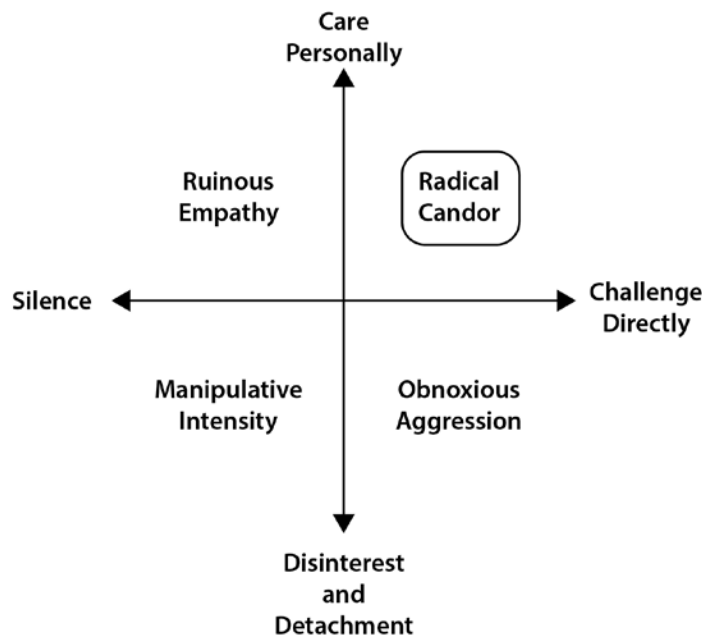 Care
Personally
Ruinous
Empathy
Radical
Candor
Silence
Challenge
Directly
Manipulative
Intensity
Obnoxious
Aggression
Disinterest
and
Detachment